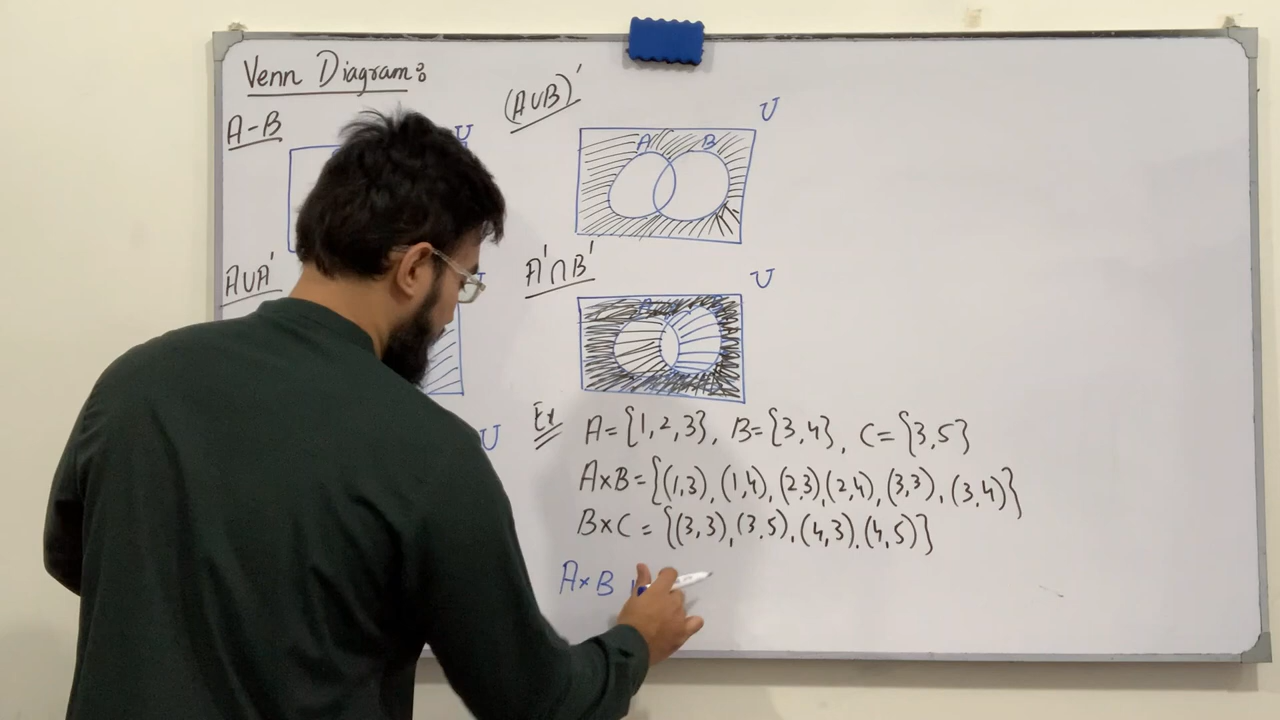 Venn Diagram:
A-B
U
A∪A'
U
(A∪B)'
U
A B
A'∩B'
U
Ex A={1,2,3}, B={3,4}, C={3,5}
A×B={(1,3),(1,4),(2,3)(2,4),(3,3),(3,4)}
B×C={(3,3),(3,5),(4,3),(4,5)}
A×B